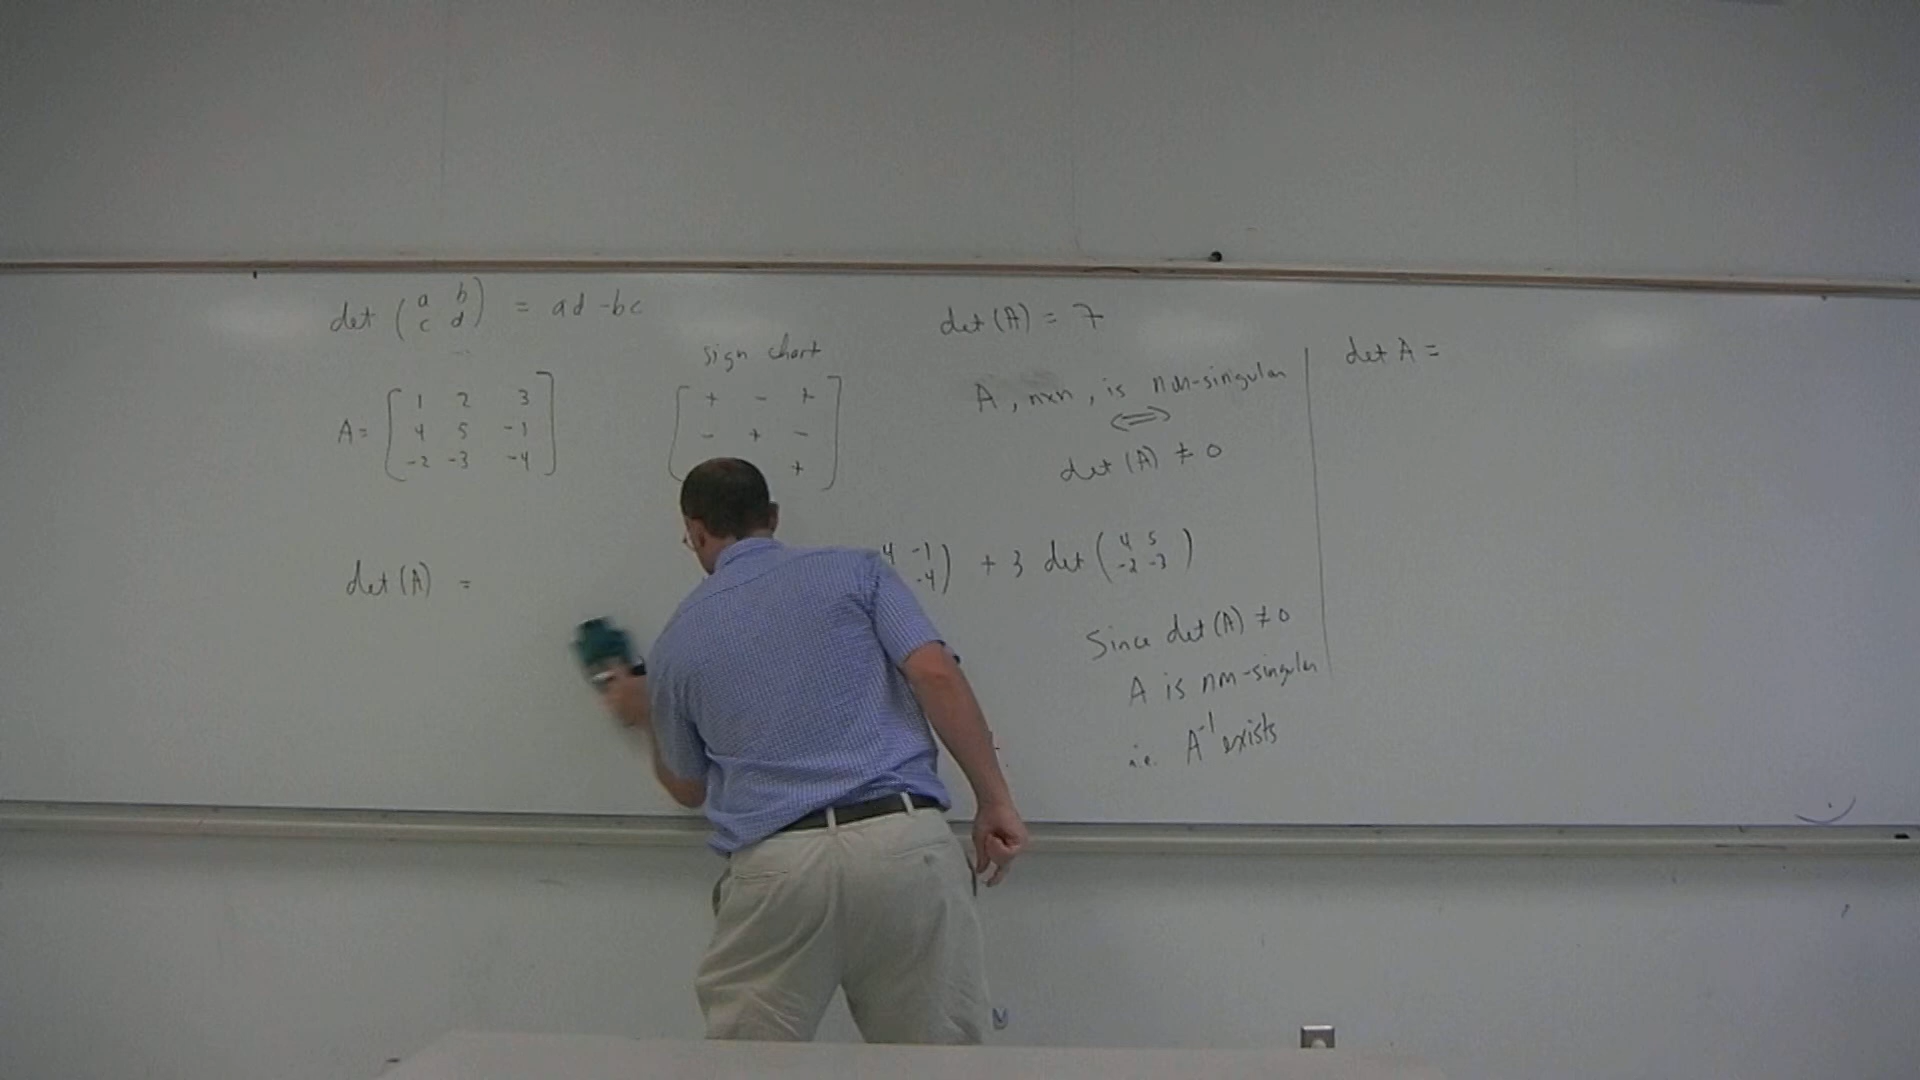 det ( a b ) = ad - bc
c d
sign chart
A = [ 1 2 3
4 5 -1
-2 -3 -4 ]
[ + - +
- + -
+ ]
det (A) =
4 -1 ) + 3 det ( 4 5 )
-4 -2 -3
det (A) = 7
A, nxn, is non-singular
⟺
det (A) ≠ 0
Since det (A) ≠ 0
A is non-singular
i.e. A⁻¹ exists
det A =